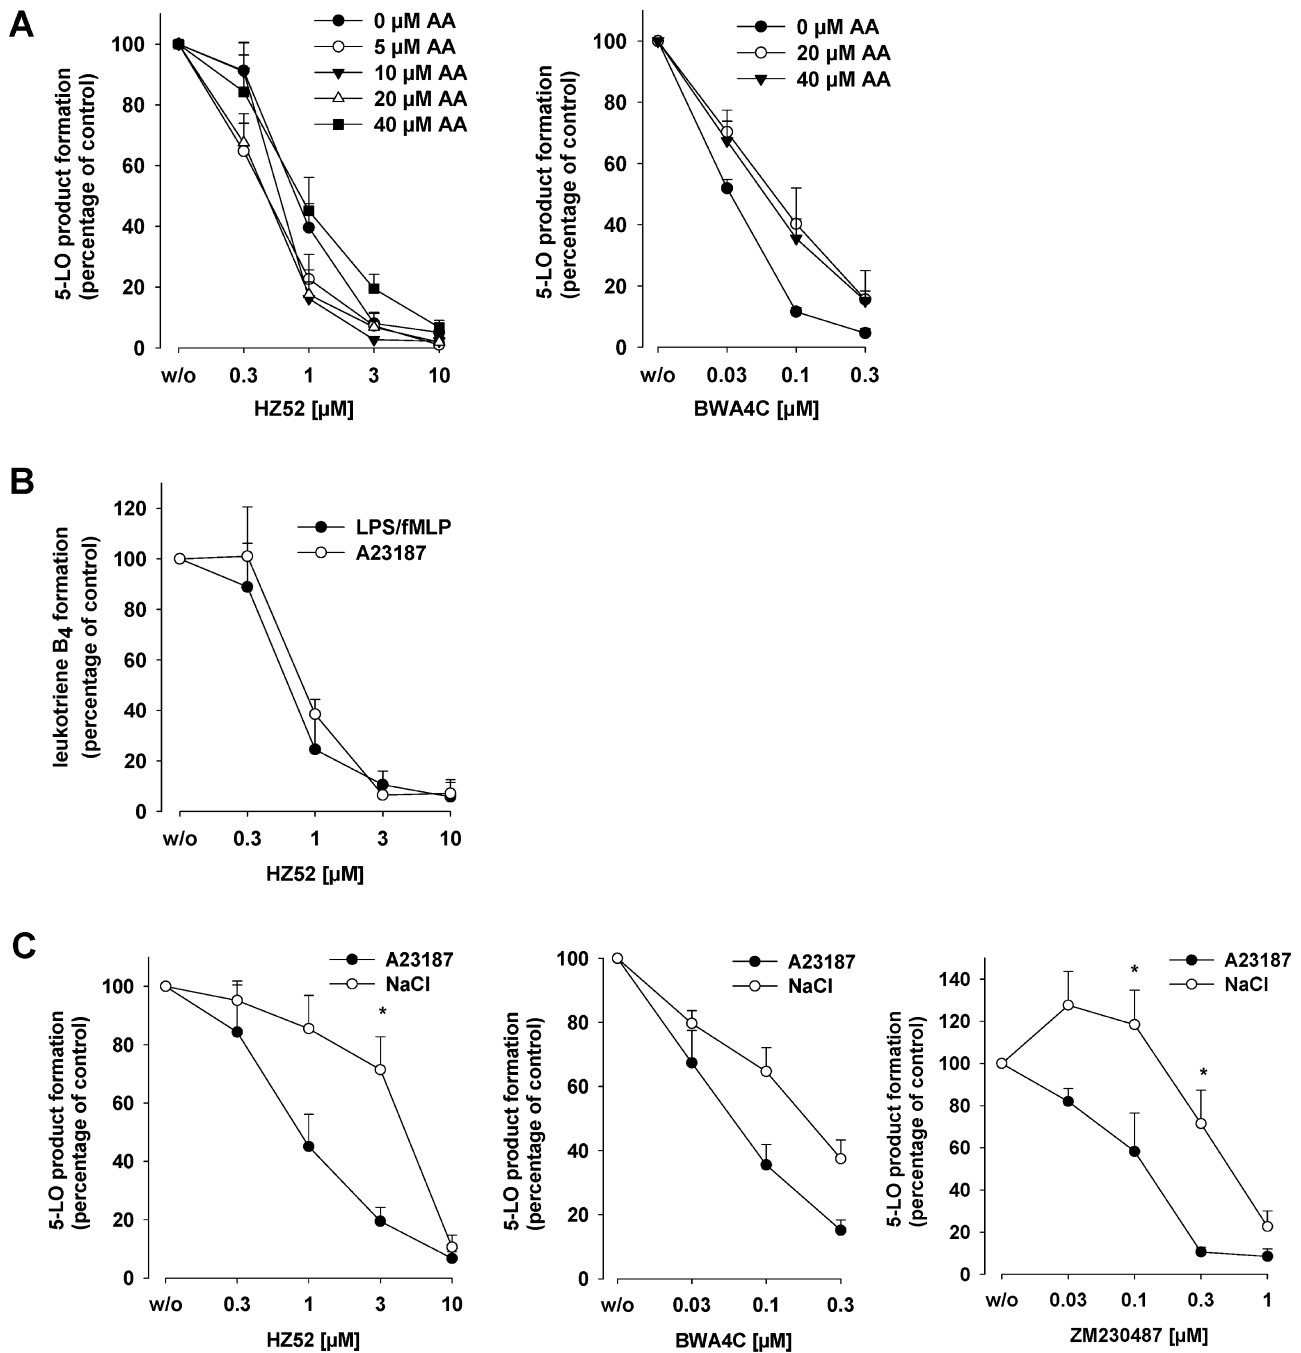 A
0 µM AA
5 µM AA
10 µM AA
20 µM AA
40 µM AA
100
80
60
40
20
0
5-LO product formation
(percentage of control)
w/o 0.3 1 3 10
HZ52 [µM]
0 µM AA
20 µM AA
40 µM AA
100
80
60
40
20
0
5-LO product formation
(percentage of control)
w/o 0.03 0.1 0.3
BWA4C [µM]
B
LPS/fMLP
A23187
120
100
80
60
40
20
0
leukotriene B4 formation
(percentage of control)
w/o 0.3 1 3 10
HZ52 [µM]
C
A23187
NaCl
*
100
80
60
40
20
0
5-LO product formation
(percentage of control)
w/o 0.3 1 3 10
HZ52 [µM]
A23187
NaCl
100
80
60
40
20
0
5-LO product formation
(percentage of control)
w/o 0.03 0.1 0.3
BWA4C [µM]
A23187
NaCl
*
*
140
120
100
80
60
40
20
0
5-LO product formation
(percentage of control)
w/o 0.03 0.1 0.3 1
ZM230487 [µM]